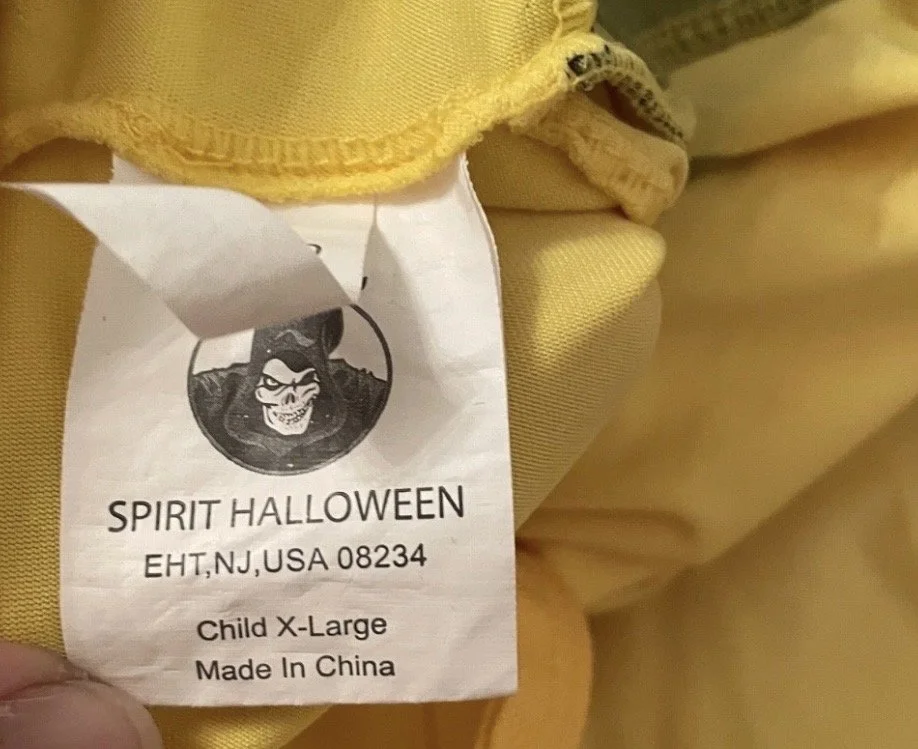 SPIRIT HALLOWEEN
EHT,NJ,USA 08234
Child X-Large
Made In China